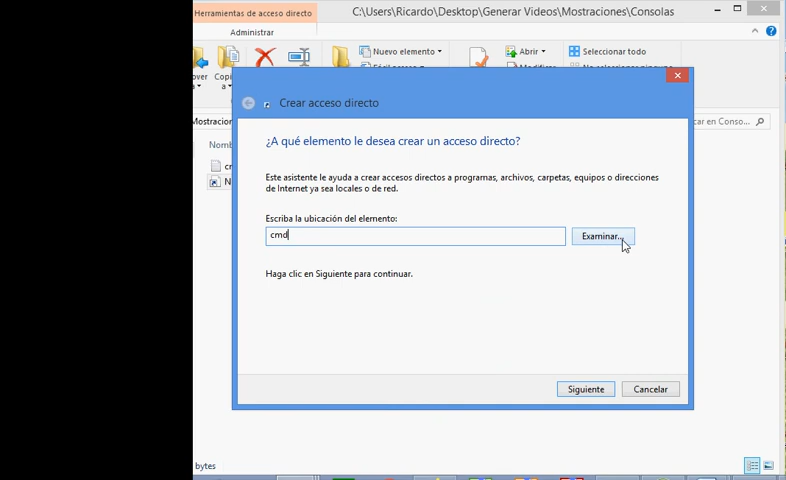 Herramientas de acceso directo
C:\Users\Ricardo\Desktop\Generar Videos\Mostraciones\Consolas
Administrar
Nuevo elemento
Abrir
Seleccionar todo
Crear acceso directo
¿A qué elemento le desea crear un acceso directo?
Este asistente le ayuda a crear accesos directos a programas, archivos, carpetas, equipos o direcciones
de Internet ya sea locales o de red.
Escriba la ubicación del elemento:
cmd
Examinar...
Haga clic en Siguiente para continuar.
Siguiente
Cancelar
bytes